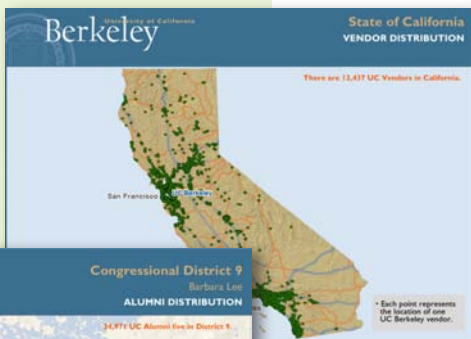 University of California
Berkeley
State of California
VENDOR DISTRIBUTION
There are 12,437 UC Vendors in California.
San Francisco
UC Berkeley
• Each point represents
the location of one
UC Berkeley vendor.
Congressional District 9
Barbara Lee
ALUMNI DISTRIBUTION
UC Alumni live in District 9.